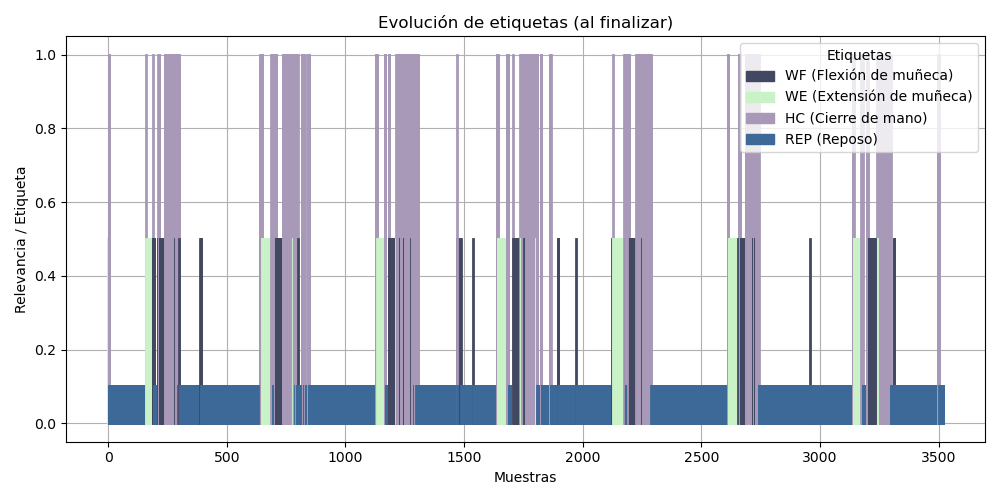 Evolución de etiquetas (al finalizar)
Relevancia / Etiqueta
1.0
0.8
0.6
0.4
0.2
0.0
Etiquetas
WF (Flexión de muñeca)
WE (Extensión de muñeca)
HC (Cierre de mano)
REP (Reposo)
0 500 1000 1500 2000 2500 3000 3500
Muestras